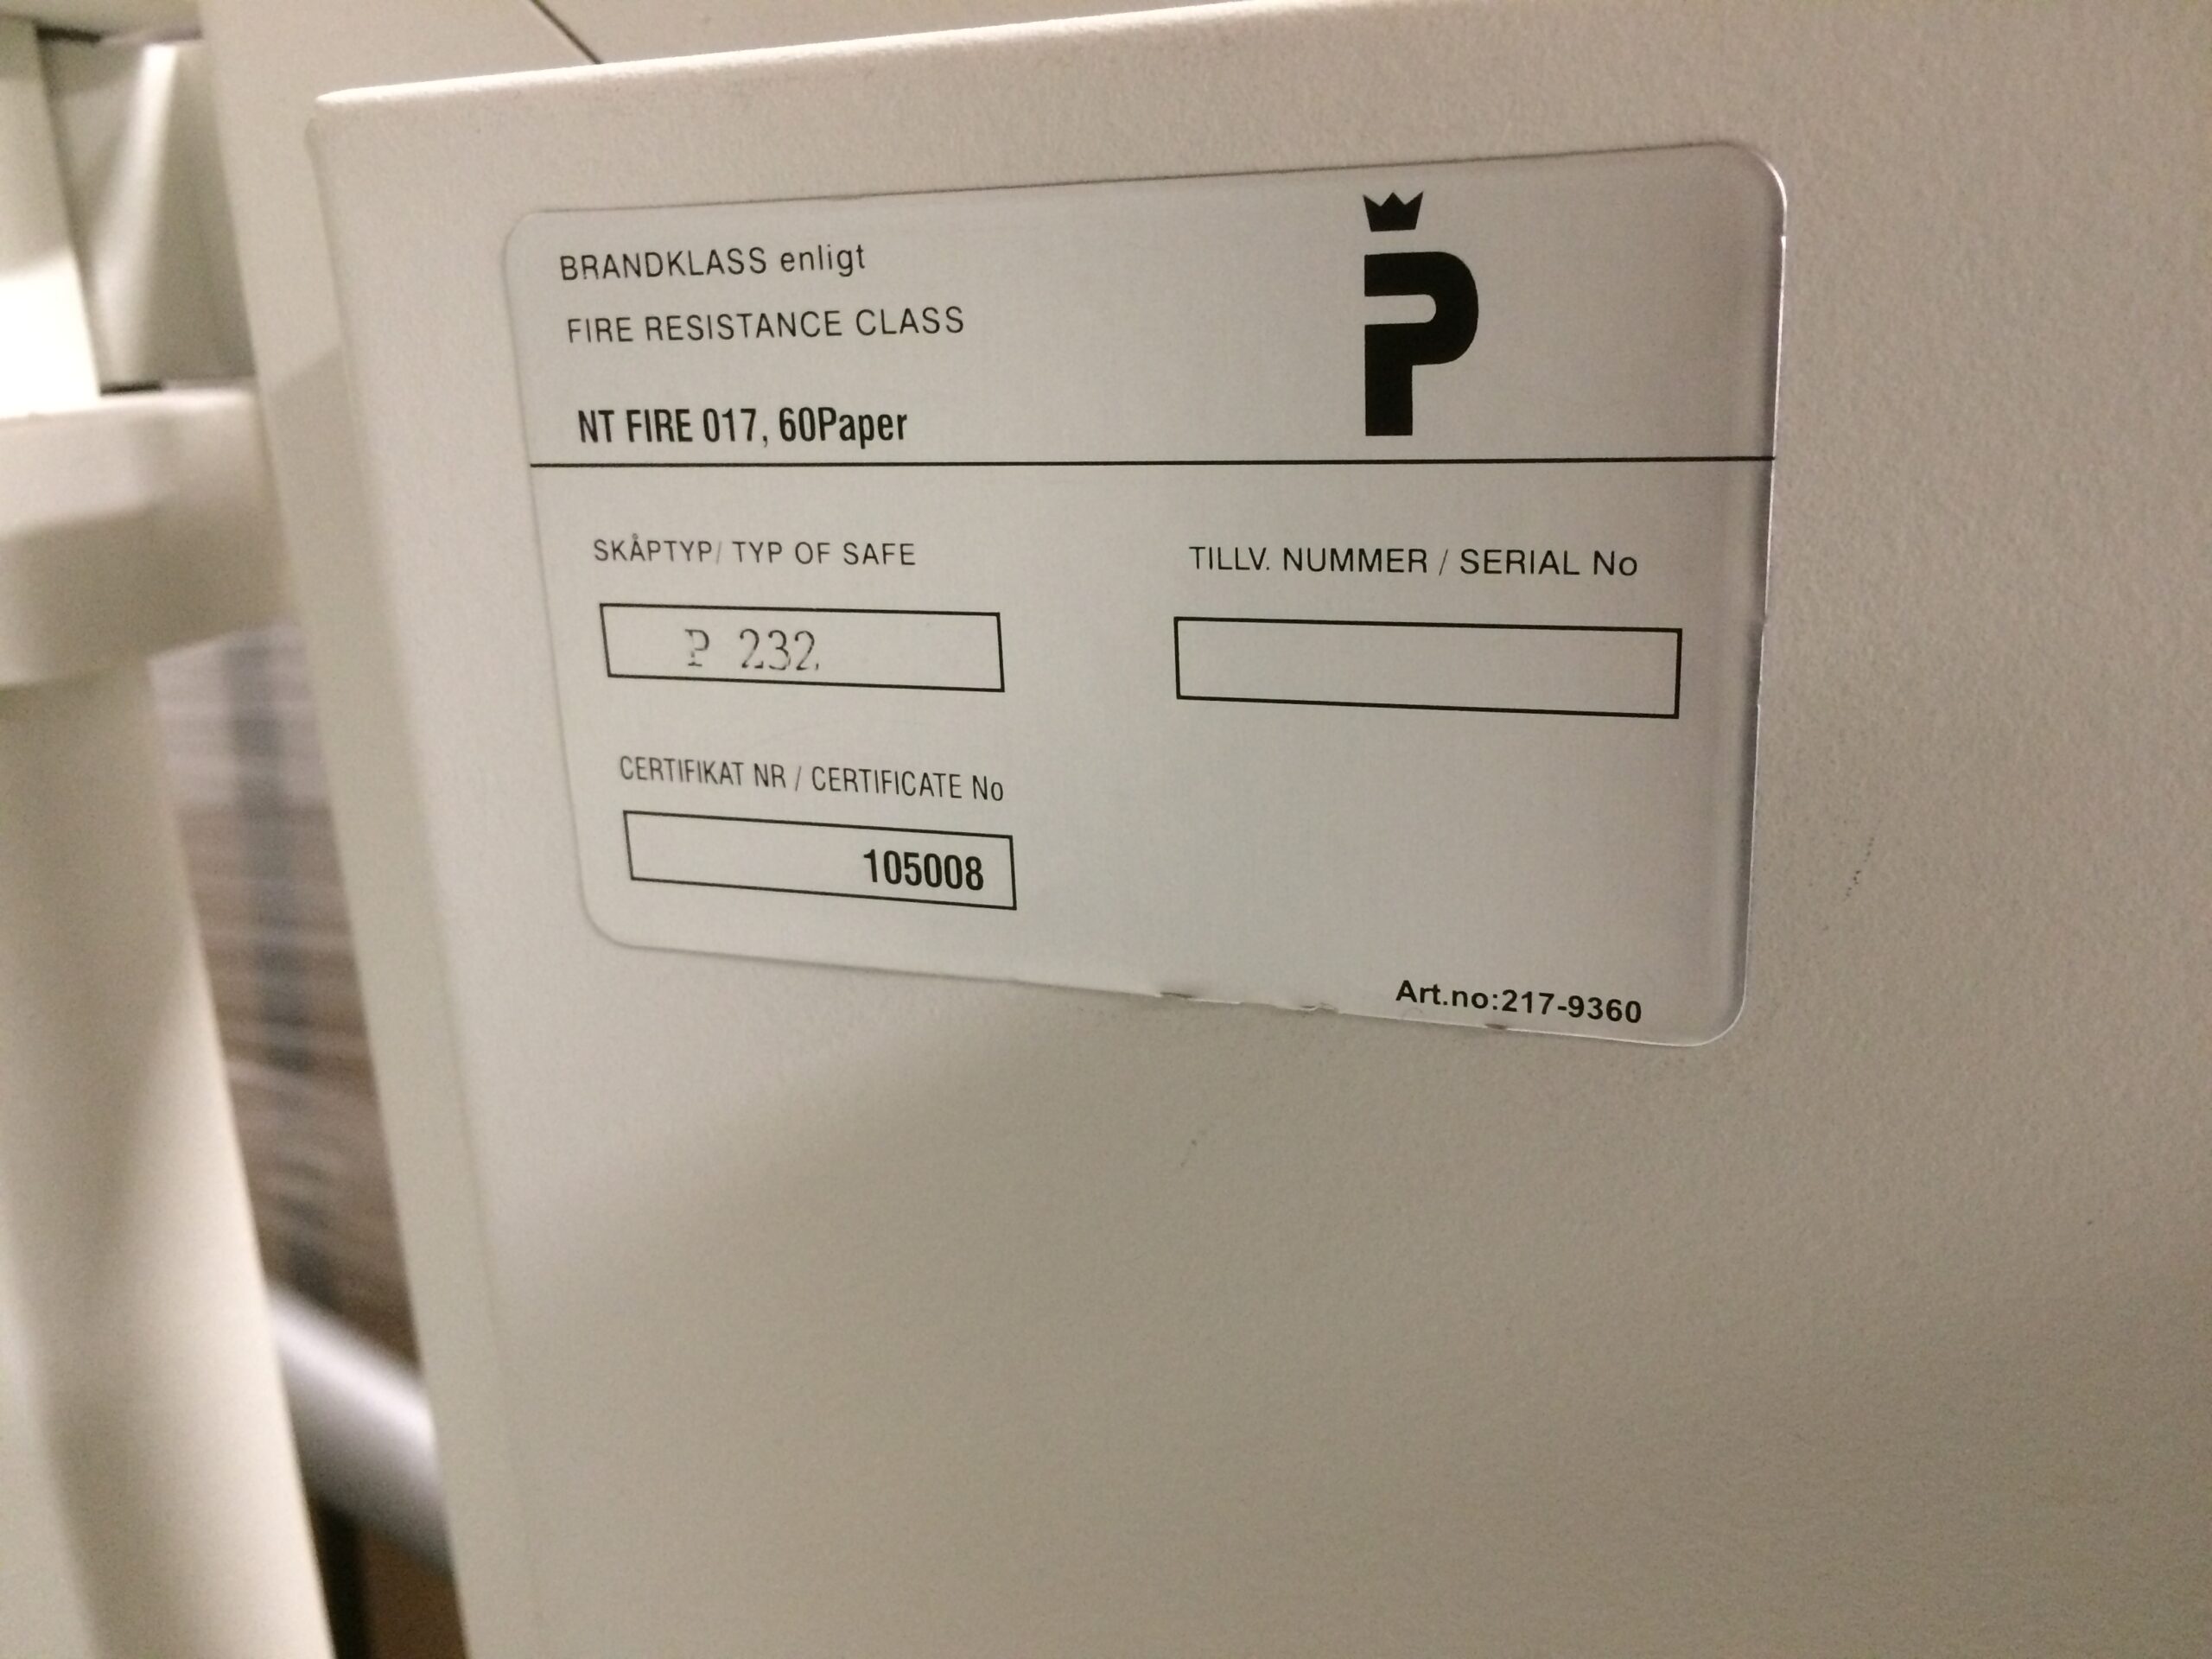 BRANDKLASS enligt
FIRE RESISTANCE CLASS
NT FIRE 017, 60Paper
P
SKÅPTYP/ TYP OF SAFE
P 232
TILLV. NUMMER / SERIAL No
CERTIFIKAT NR / CERTIFICATE No
105008
Art.no:217-9360